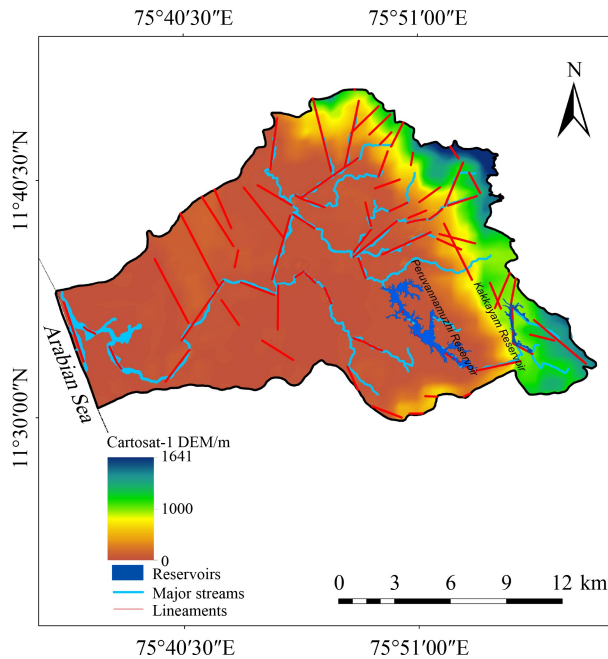 75°40′30″E 75°51′00″E
N
11°40′30″N
Peruvannamuzhi Reservoir
Kakkayam Reservoir
Arabian Sea
11°30′00″N
Cartosat-1 DEM/m
1641
1000
0
Reservoirs
Major streams
Lineaments
0 3 6 9 12 km
75°40′30″E 75°51′00″E